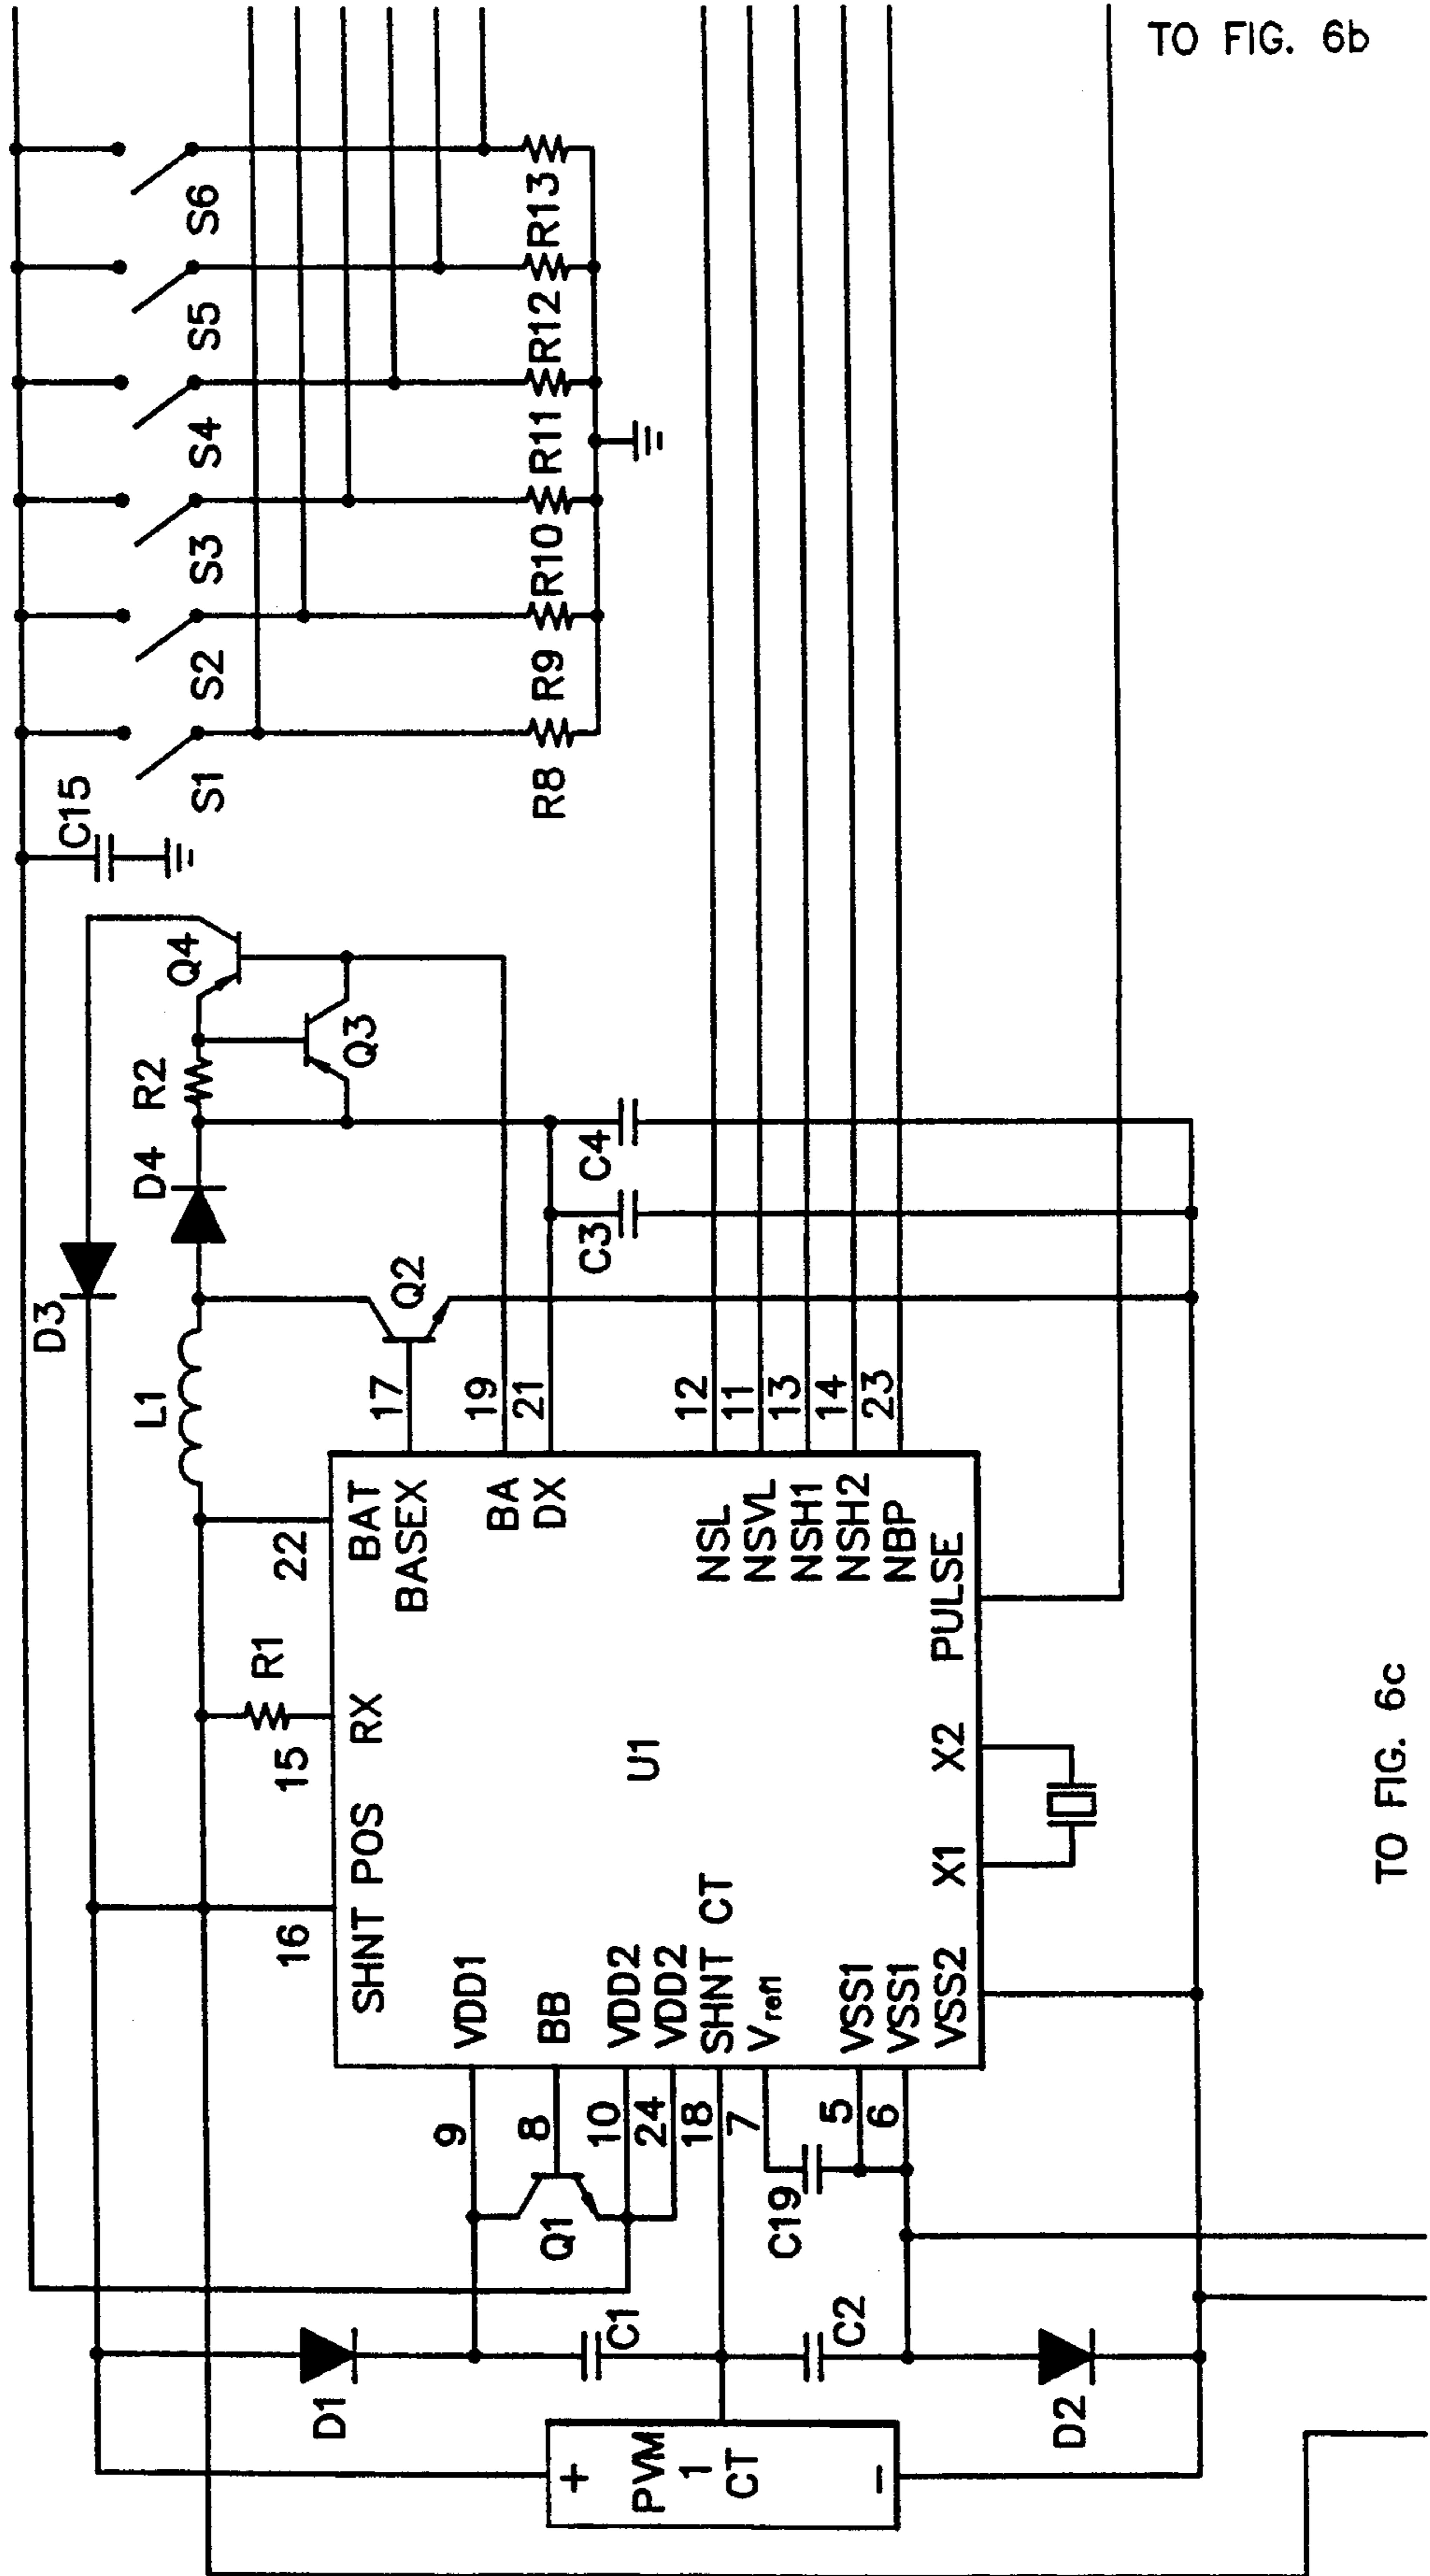 TO FIG. 6b
S6
S5
S4
S3
S2
S1
R13
R12
R11
R10
R9
R8
C15
Q4
Q3
R2
D4
D3
C4
C3
Q2
L1
17
19
21
12
11
13
14
23
22
BAT
BASEX
BA
DX
NSL
NSVL
NSH1
NSH2
NBP
PULSE
R1
15
RX
U1
X2
X1
16
SHNT POS
VDD1
BB
VDD2
VDD2
SHNT CT
Vref1
VSS1
VSS1
VSS2
9
8
10
24
18
7
5
6
Q1
C19
C1
C2
D1
D2
+
PVM
1
CT
–
TO FIG. 6c